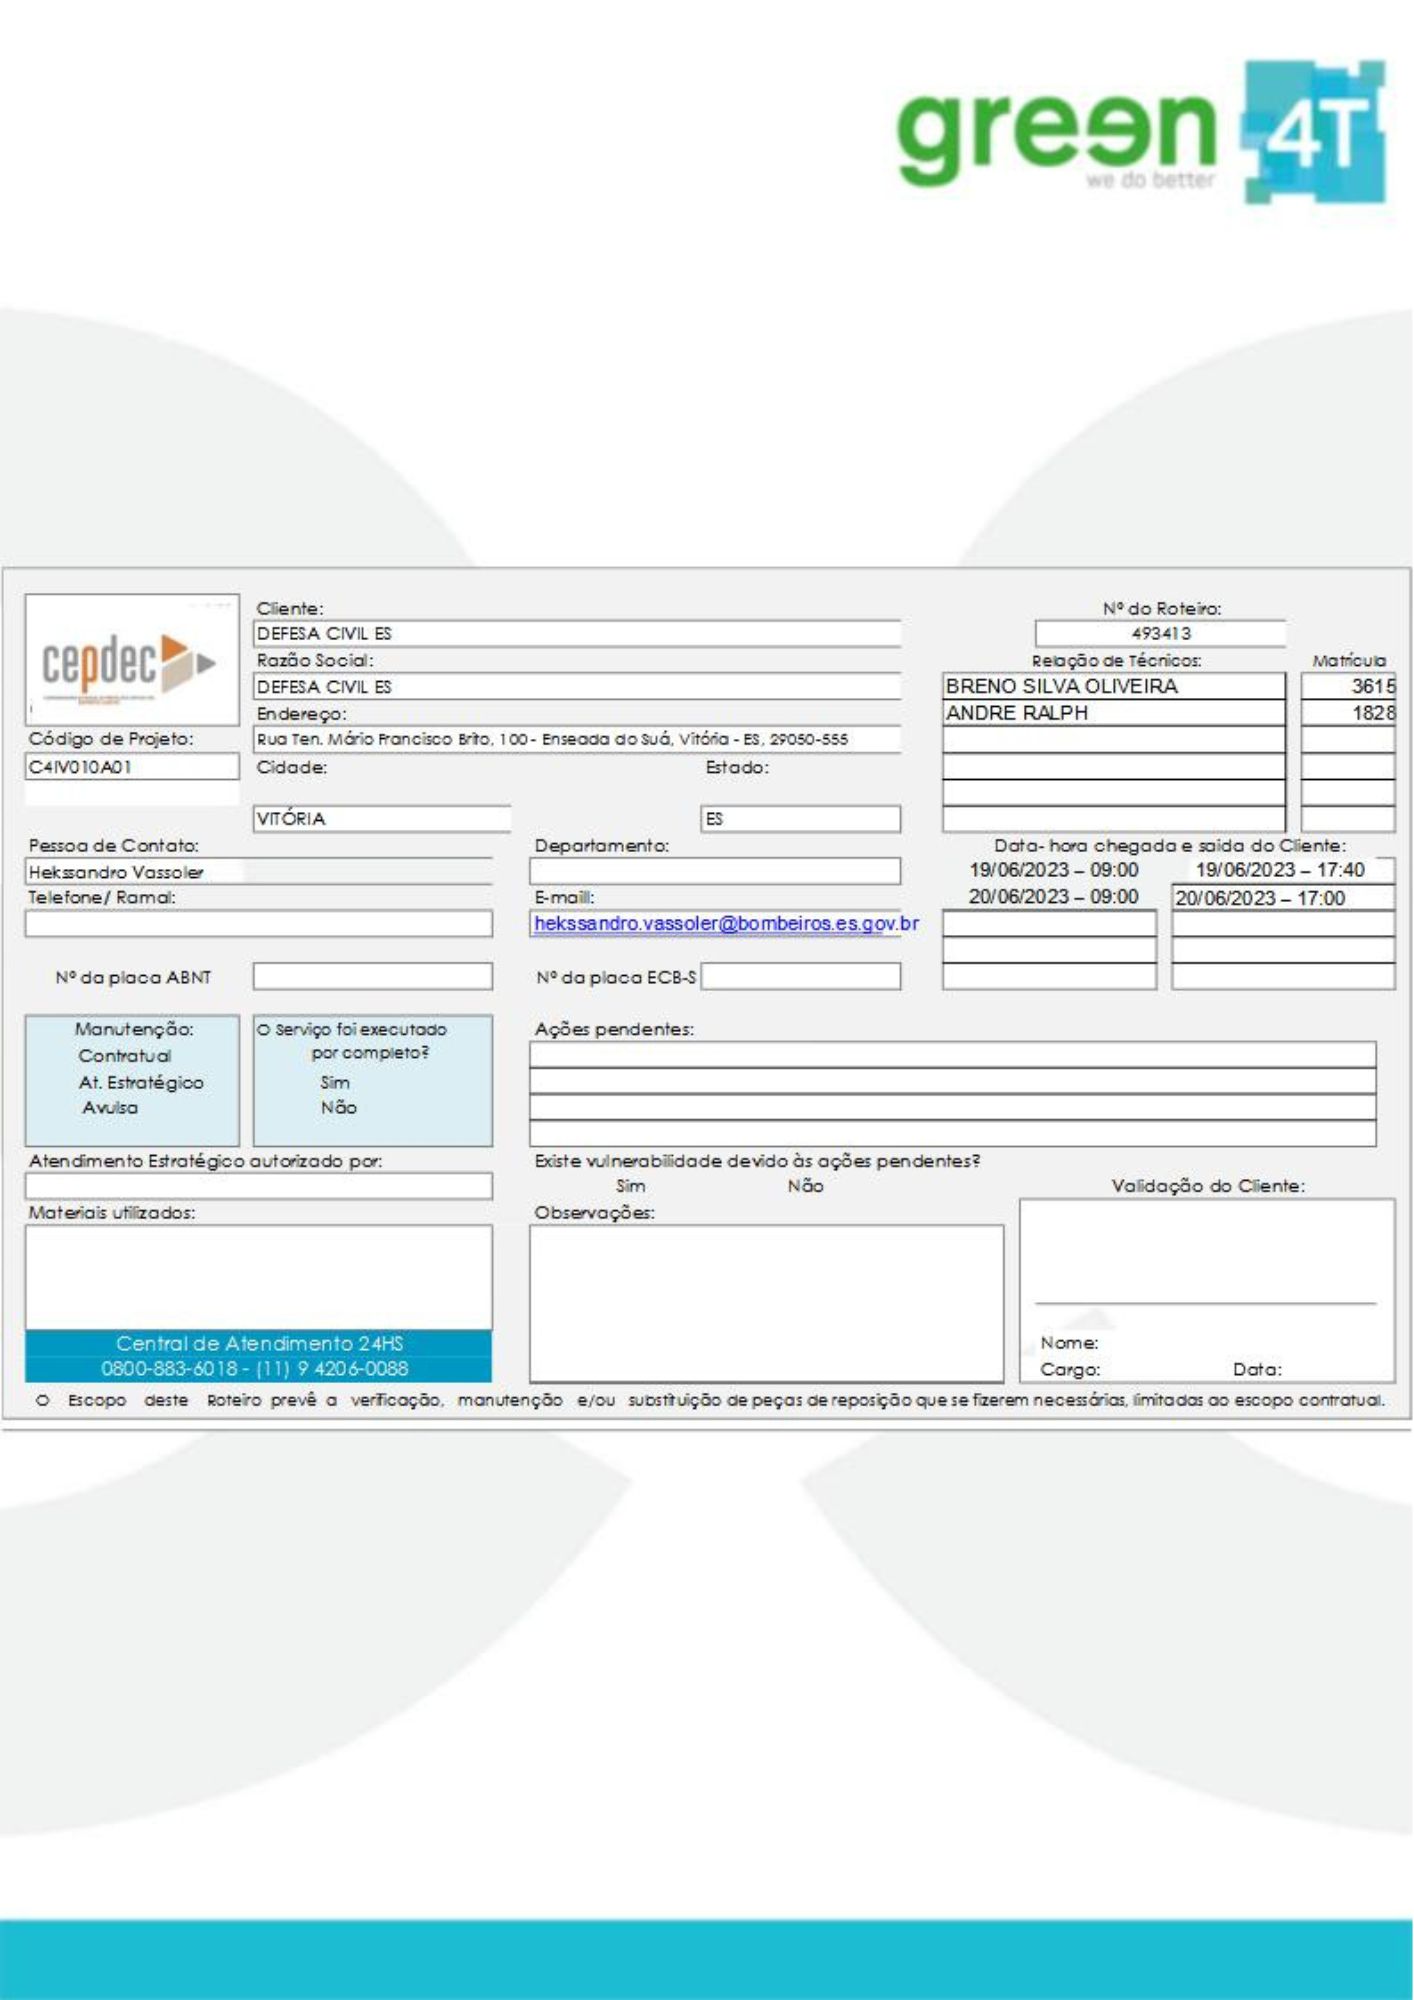 green 4T
we do better
Cliente:
Nº do Roteiro:
DEFESA CIVIL ES
493413
cepdec
Razão Social:
Relação de Técnicos:
Matrícula
DEFESA CIVIL ES
BRENO SILVA OLIVEIRA
3615
Endereço:
ANDRE RALPH
1828
Código de Projeto:
Rua Ten. Mário Francisco Brito, 100 - Enseada do Suá, Vitória - ES, 29050-555
C4IV010A01
Cidade:
Estado:
VITÓRIA
ES
Pessoa de Contato:
Departamento:
Data- hora chegada e saida do Cliente:
Hekssandro Vassoler
19/06/2023 – 09:00
19/06/2023 – 17:40
Telefone/ Ramal:
E-maill:
20/06/2023 – 09:00
20/06/2023 – 17:00
hekssandro.vassoler@bombeiros.es.gov.br
Nº da placa ABNT
Nº da placa ECB-S
Manutenção:
O Serviço foi executado
Ações pendentes:
Contratual
por completo?
At. Estratégico
Sim
Avulsa
Não
Atendimento Estratégico autorizado por:
Existe vulnerabilidade devido às ações pendentes?
Sim
Não
Validação do Cliente:
Materiais utilizados:
Observações:
Central de Atendimento 24HS
0800-883-6018 - (11) 9 4206-0088
Nome:
Cargo:
Data:
O Escopo deste Roteiro prevê a verificação, manutenção e/ou substituição de peças de reposição que se fizerem necessárias, limitadas ao escopo contratual.